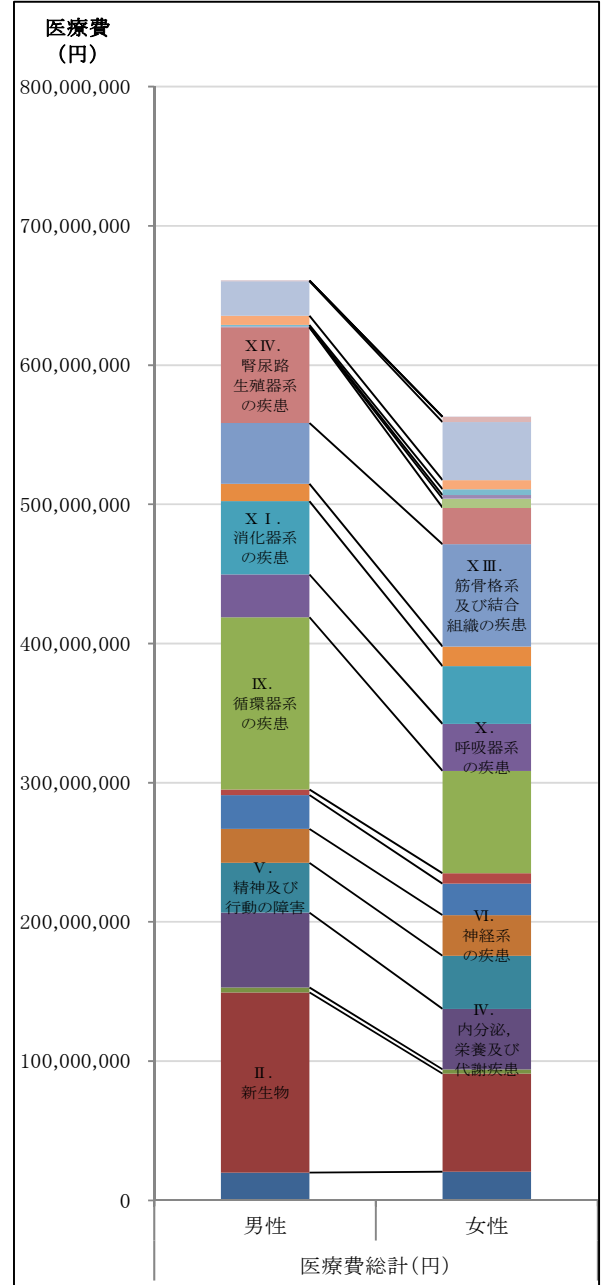 医療費
(円)
800,000,000
700,000,000
600,000,000
500,000,000
400,000,000
300,000,000
200,000,000
100,000,000
0
ⅩⅣ.
腎尿路
生殖器系
の疾患
ⅩⅠ.
消化器系
の疾患
Ⅸ.
循環器系
の疾患
Ⅴ.
精神及び
行動の障害
Ⅱ.
新生物
ⅩⅢ.
筋骨格系
及び結合
組織の疾患
Ⅹ.
呼吸器系
の疾患
Ⅵ.
神経系
の疾患
Ⅳ.
内分泌,
栄養及び
代謝疾患
男性
女性
医療費総計(円)